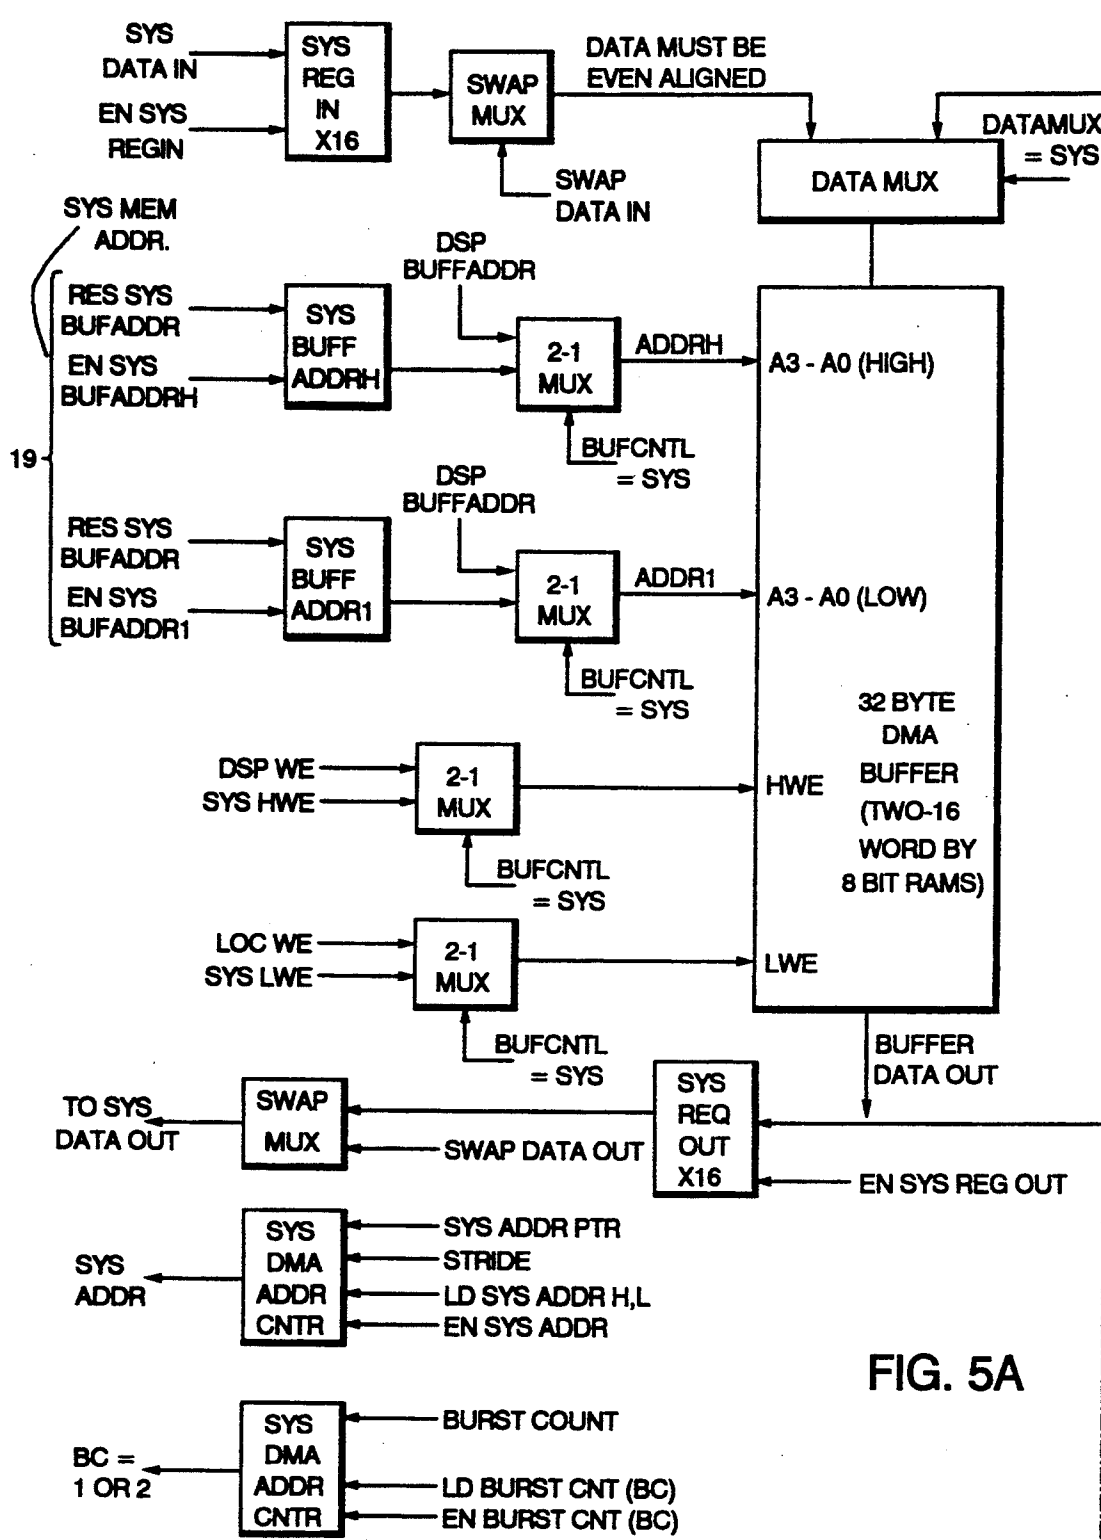 SYS
DATA IN
EN SYS
REGIN
SYS
REG
IN
X16
SWAP
MUX
SWAP
DATA IN
DATA MUST BE
EVEN ALIGNED
DATAMUX
= SYS
DATA MUX
SYS MEM
ADDR.
RES SYS
BUFADDR
EN SYS
BUFADDRH
SYS
BUFF
ADDRH
DSP
BUFFADDR
2-1
MUX
ADDRH
A3 - A0 (HIGH)
BUFCNTL
= SYS
19
RES SYS
BUFADDR
EN SYS
BUFADDR1
SYS
BUFF
ADDR1
DSP
BUFFADDR
2-1
MUX
ADDR1
A3 - A0 (LOW)
BUFCNTL
= SYS
32 BYTE
DMA
BUFFER
(TWO-16
WORD BY
8 BIT RAMS)
DSP WE
SYS HWE
2-1
MUX
HWE
BUFCNTL
= SYS
LOC WE
SYS LWE
2-1
MUX
LWE
BUFCNTL
= SYS
BUFFER
DATA OUT
TO SYS
DATA OUT
SWAP
MUX
SWAP DATA OUT
SYS
REQ
OUT
X16
EN SYS REG OUT
SYS
ADDR
SYS
DMA
ADDR
CNTR
SYS ADDR PTR
STRIDE
LD SYS ADDR H,L
EN SYS ADDR
FIG. 5A
BC =
1 OR 2
SYS
DMA
ADDR
CNTR
BURST COUNT
LD BURST CNT (BC)
EN BURST CNT (BC)